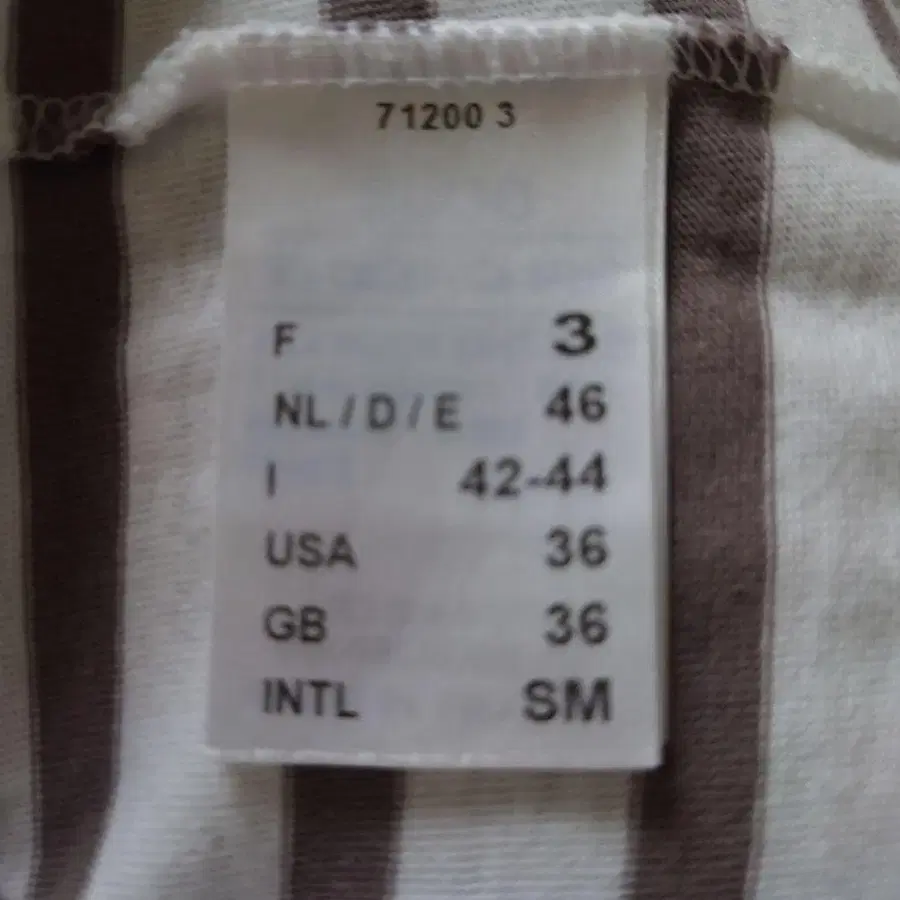 71200 3
F 3
NL / D / E 46
I 42-44
USA 36
GB 36
INTL SM